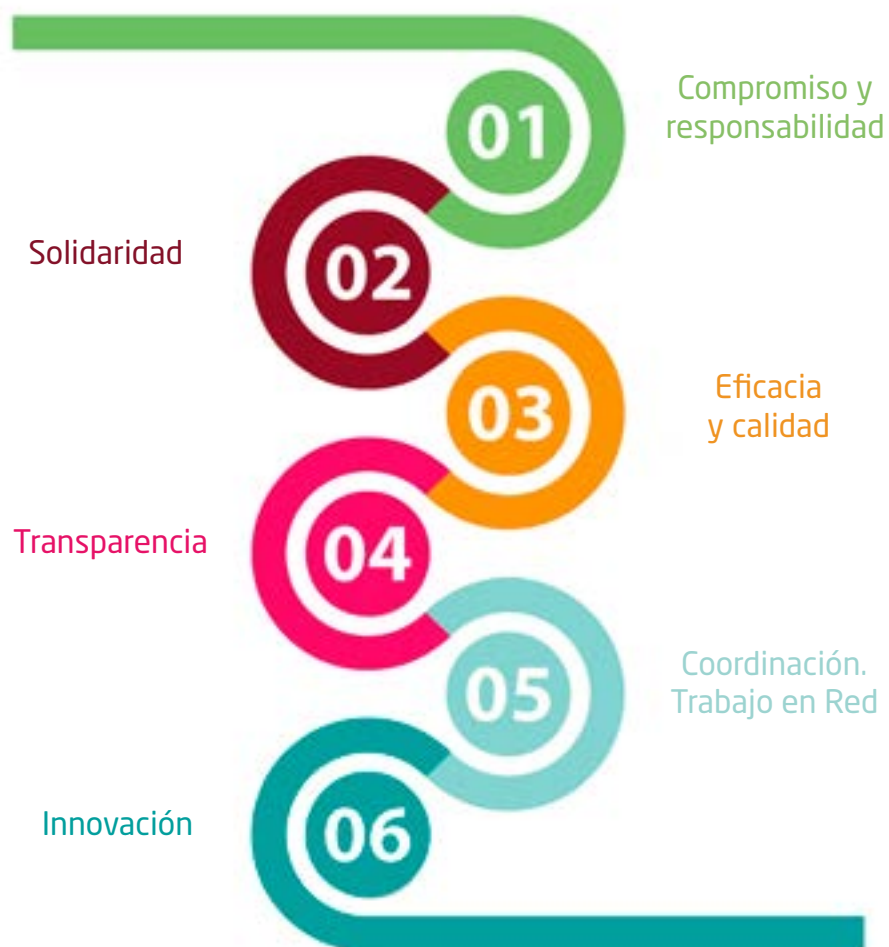 01
Compromiso y
responsabilidad
Solidaridad
02
03
Eficacia
y calidad
Transparencia
04
05
Coordinación.
Trabajo en Red
Innovación
06